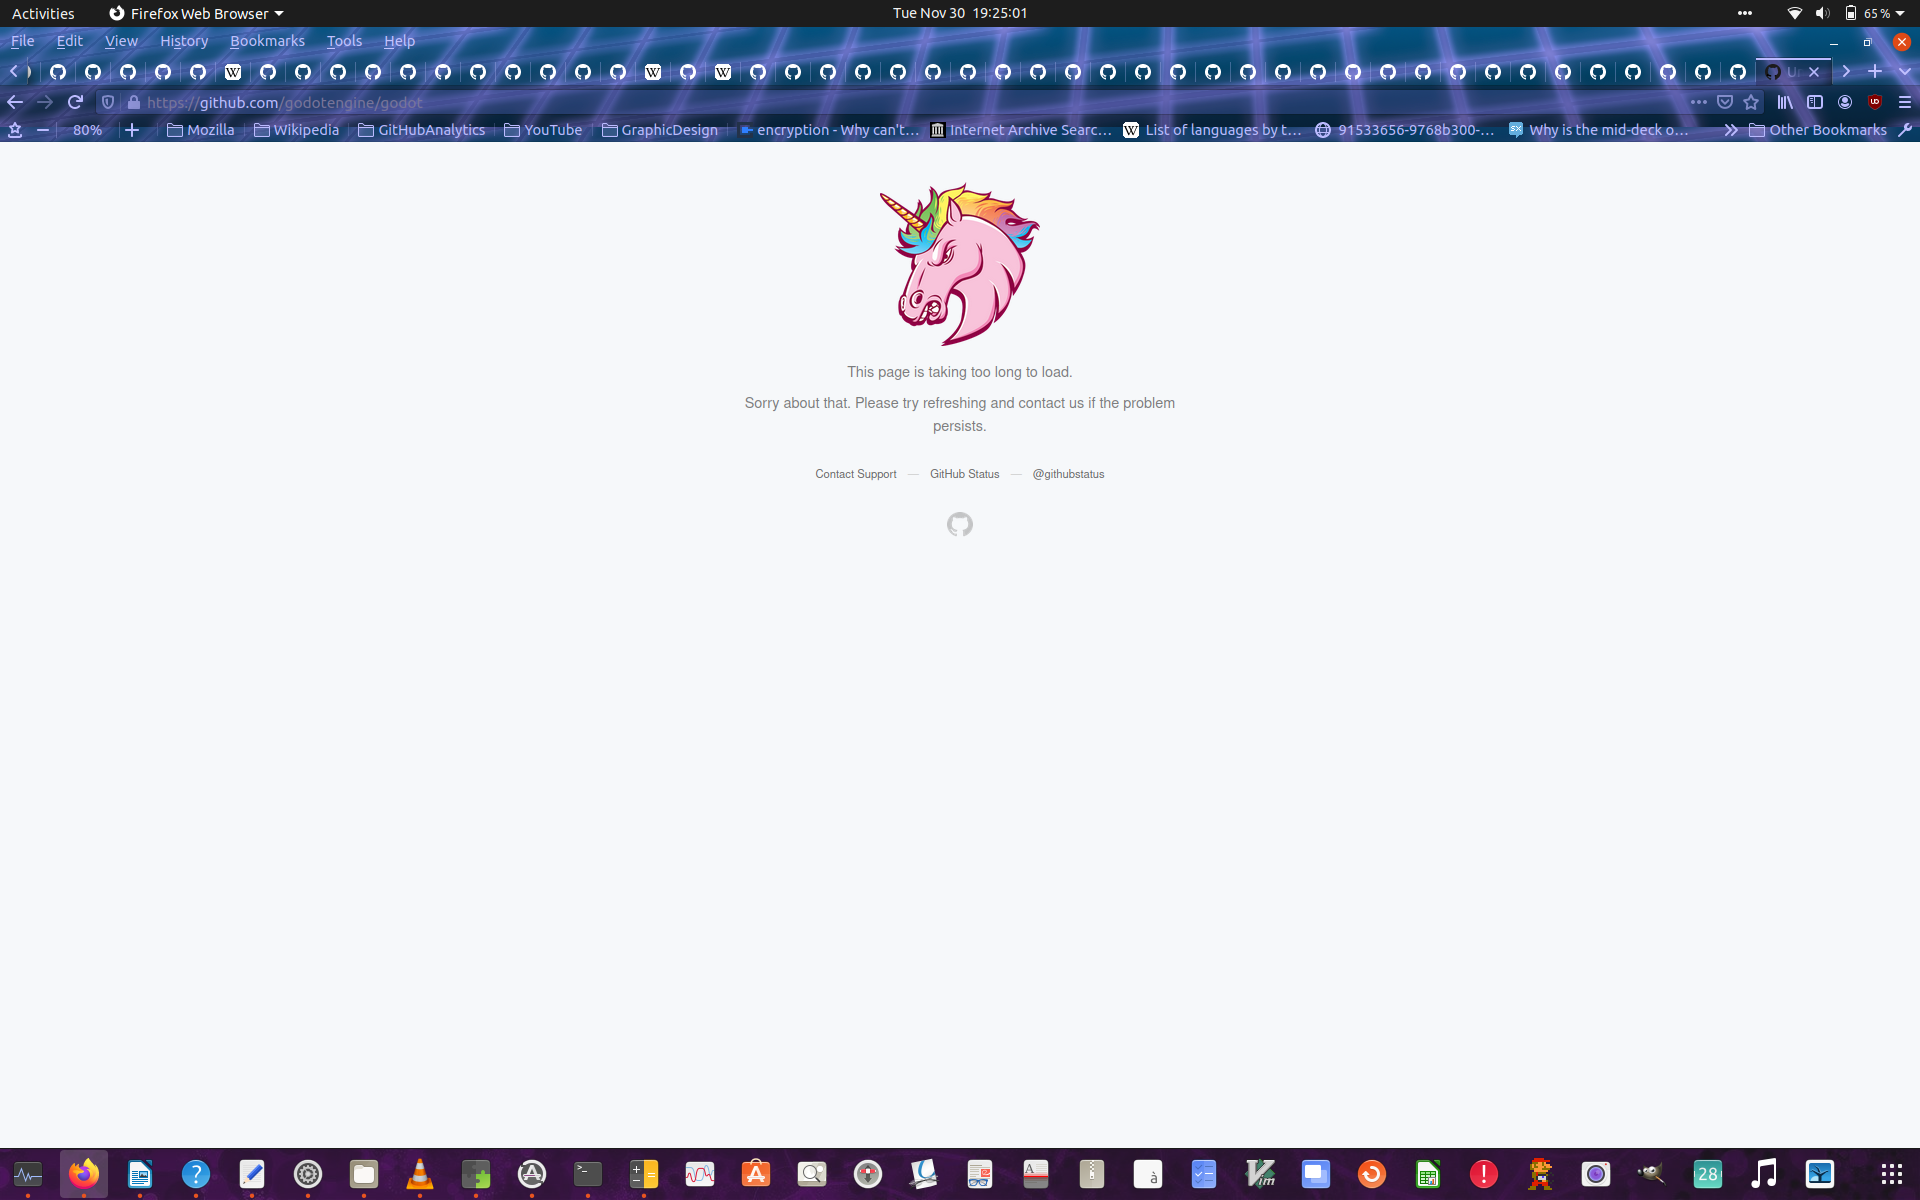 Activities
Firefox Web Browser
Tue Nov 30 19:25:01
65 %
File Edit View History Bookmarks Tools Help
W
W
W
https://github.com/godotengine/godot
80%
Mozilla
Wikipedia
GitHubAnalytics
YouTube
GraphicDesign
encryption - Why can't…
Internet Archive Searc…
W
List of languages by t…
91533656-9768b300-…
Why is the mid-deck o…
Other Bookmarks
This page is taking too long to load.
Sorry about that. Please try refreshing and contact us if the problem
persists.
Contact Support — GitHub Status — @githubstatus
28